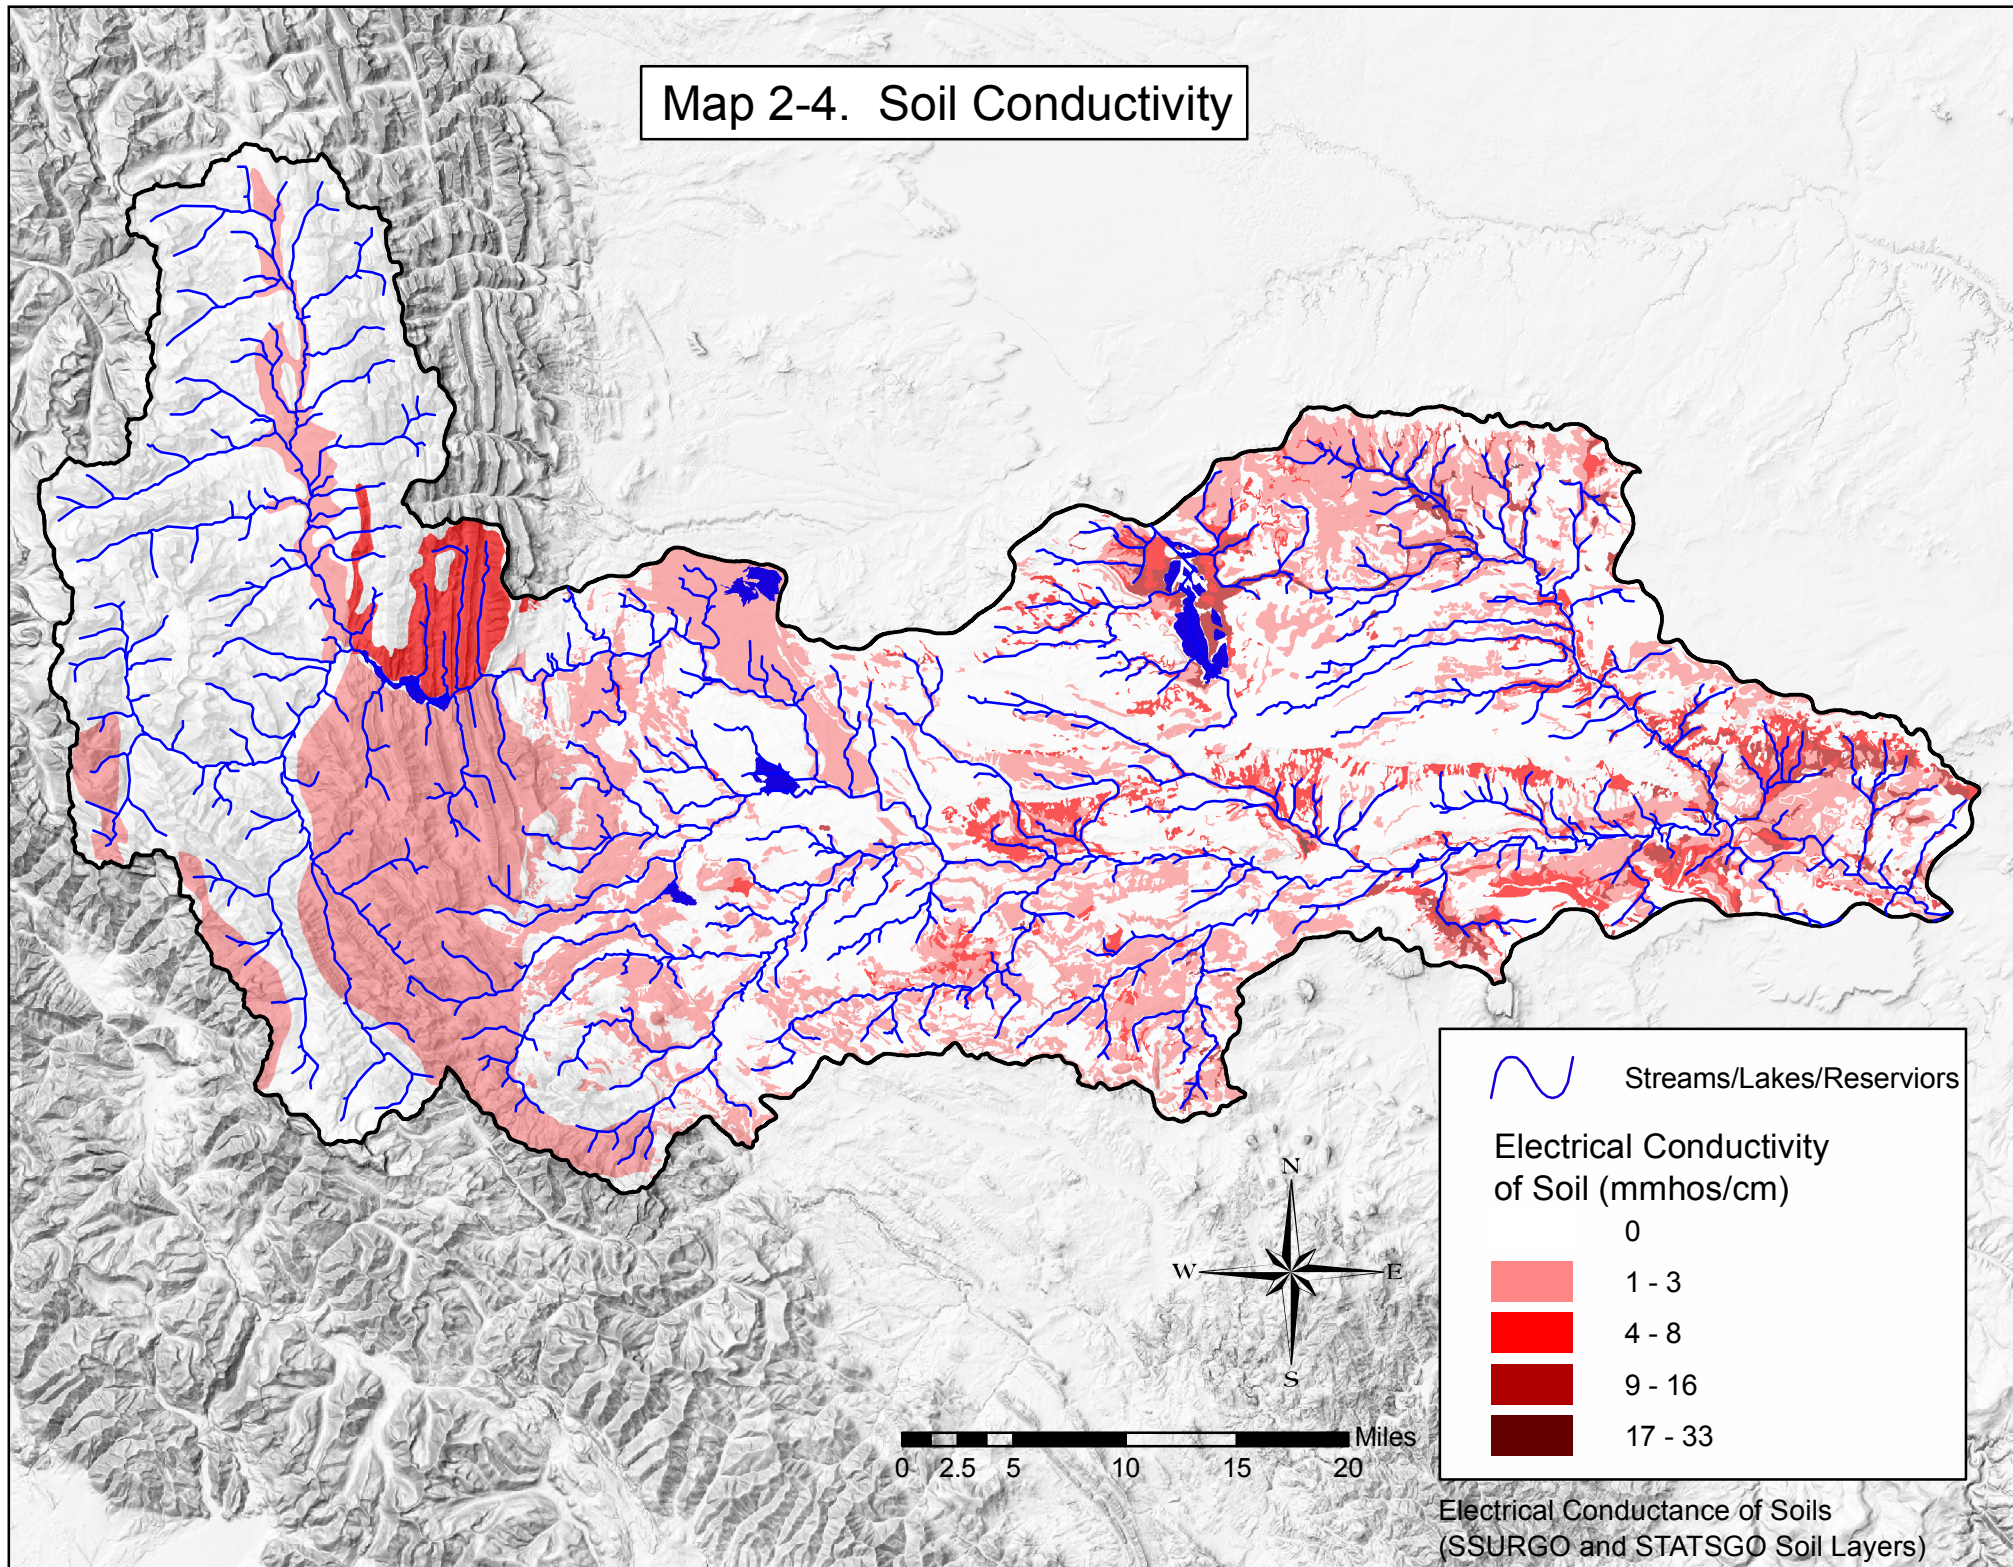 Map 2-4.  Soil Conductivity
Streams/Lakes/Reserviors
Electrical Conductivity
of Soil (mmhos/cm)
0
1 - 3
4 - 8
9 - 16
17 - 33
N
W E
S
Miles
0 2.5 5 10 15 20
Electrical Conductance of Soils
(SSURGO and STATSGO Soil Layers)